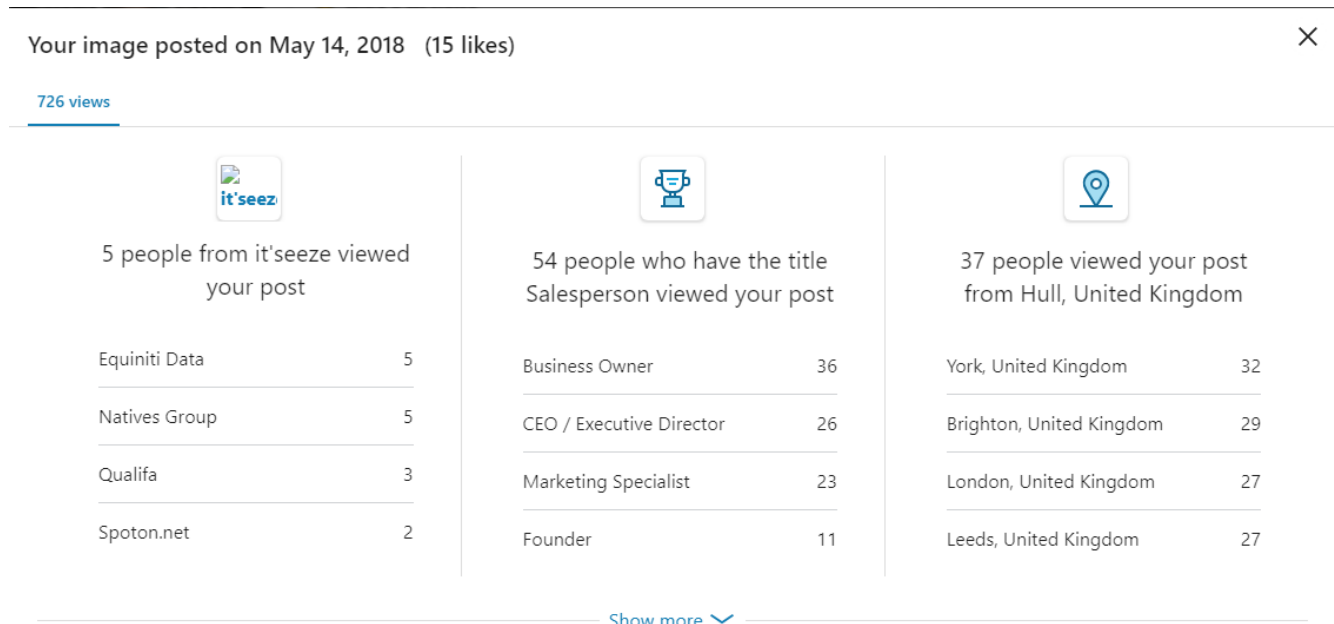 Your image posted on May 14, 2018 (15 likes)
726 views
it'seez
5 people from it'seeze viewed
your post
Equiniti Data 5
Natives Group 5
Qualifa 3
Spoton.net 2
54 people who have the title
Salesperson viewed your post
Business Owner 36
CEO / Executive Director 26
Marketing Specialist 23
Founder 11
37 people viewed your post
from Hull, United Kingdom
York, United Kingdom 32
Brighton, United Kingdom 29
London, United Kingdom 27
Leeds, United Kingdom 27
Show more